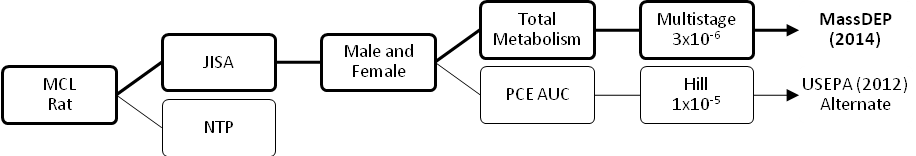 MCL
Rat
JISA
NTP
Male and
Female
Total
Metabolism
PCE AUC
Multistage
3x10⁻⁶
Hill
1x10⁻⁵
MassDEP
(2014)
USEPA (2012)
Alternate